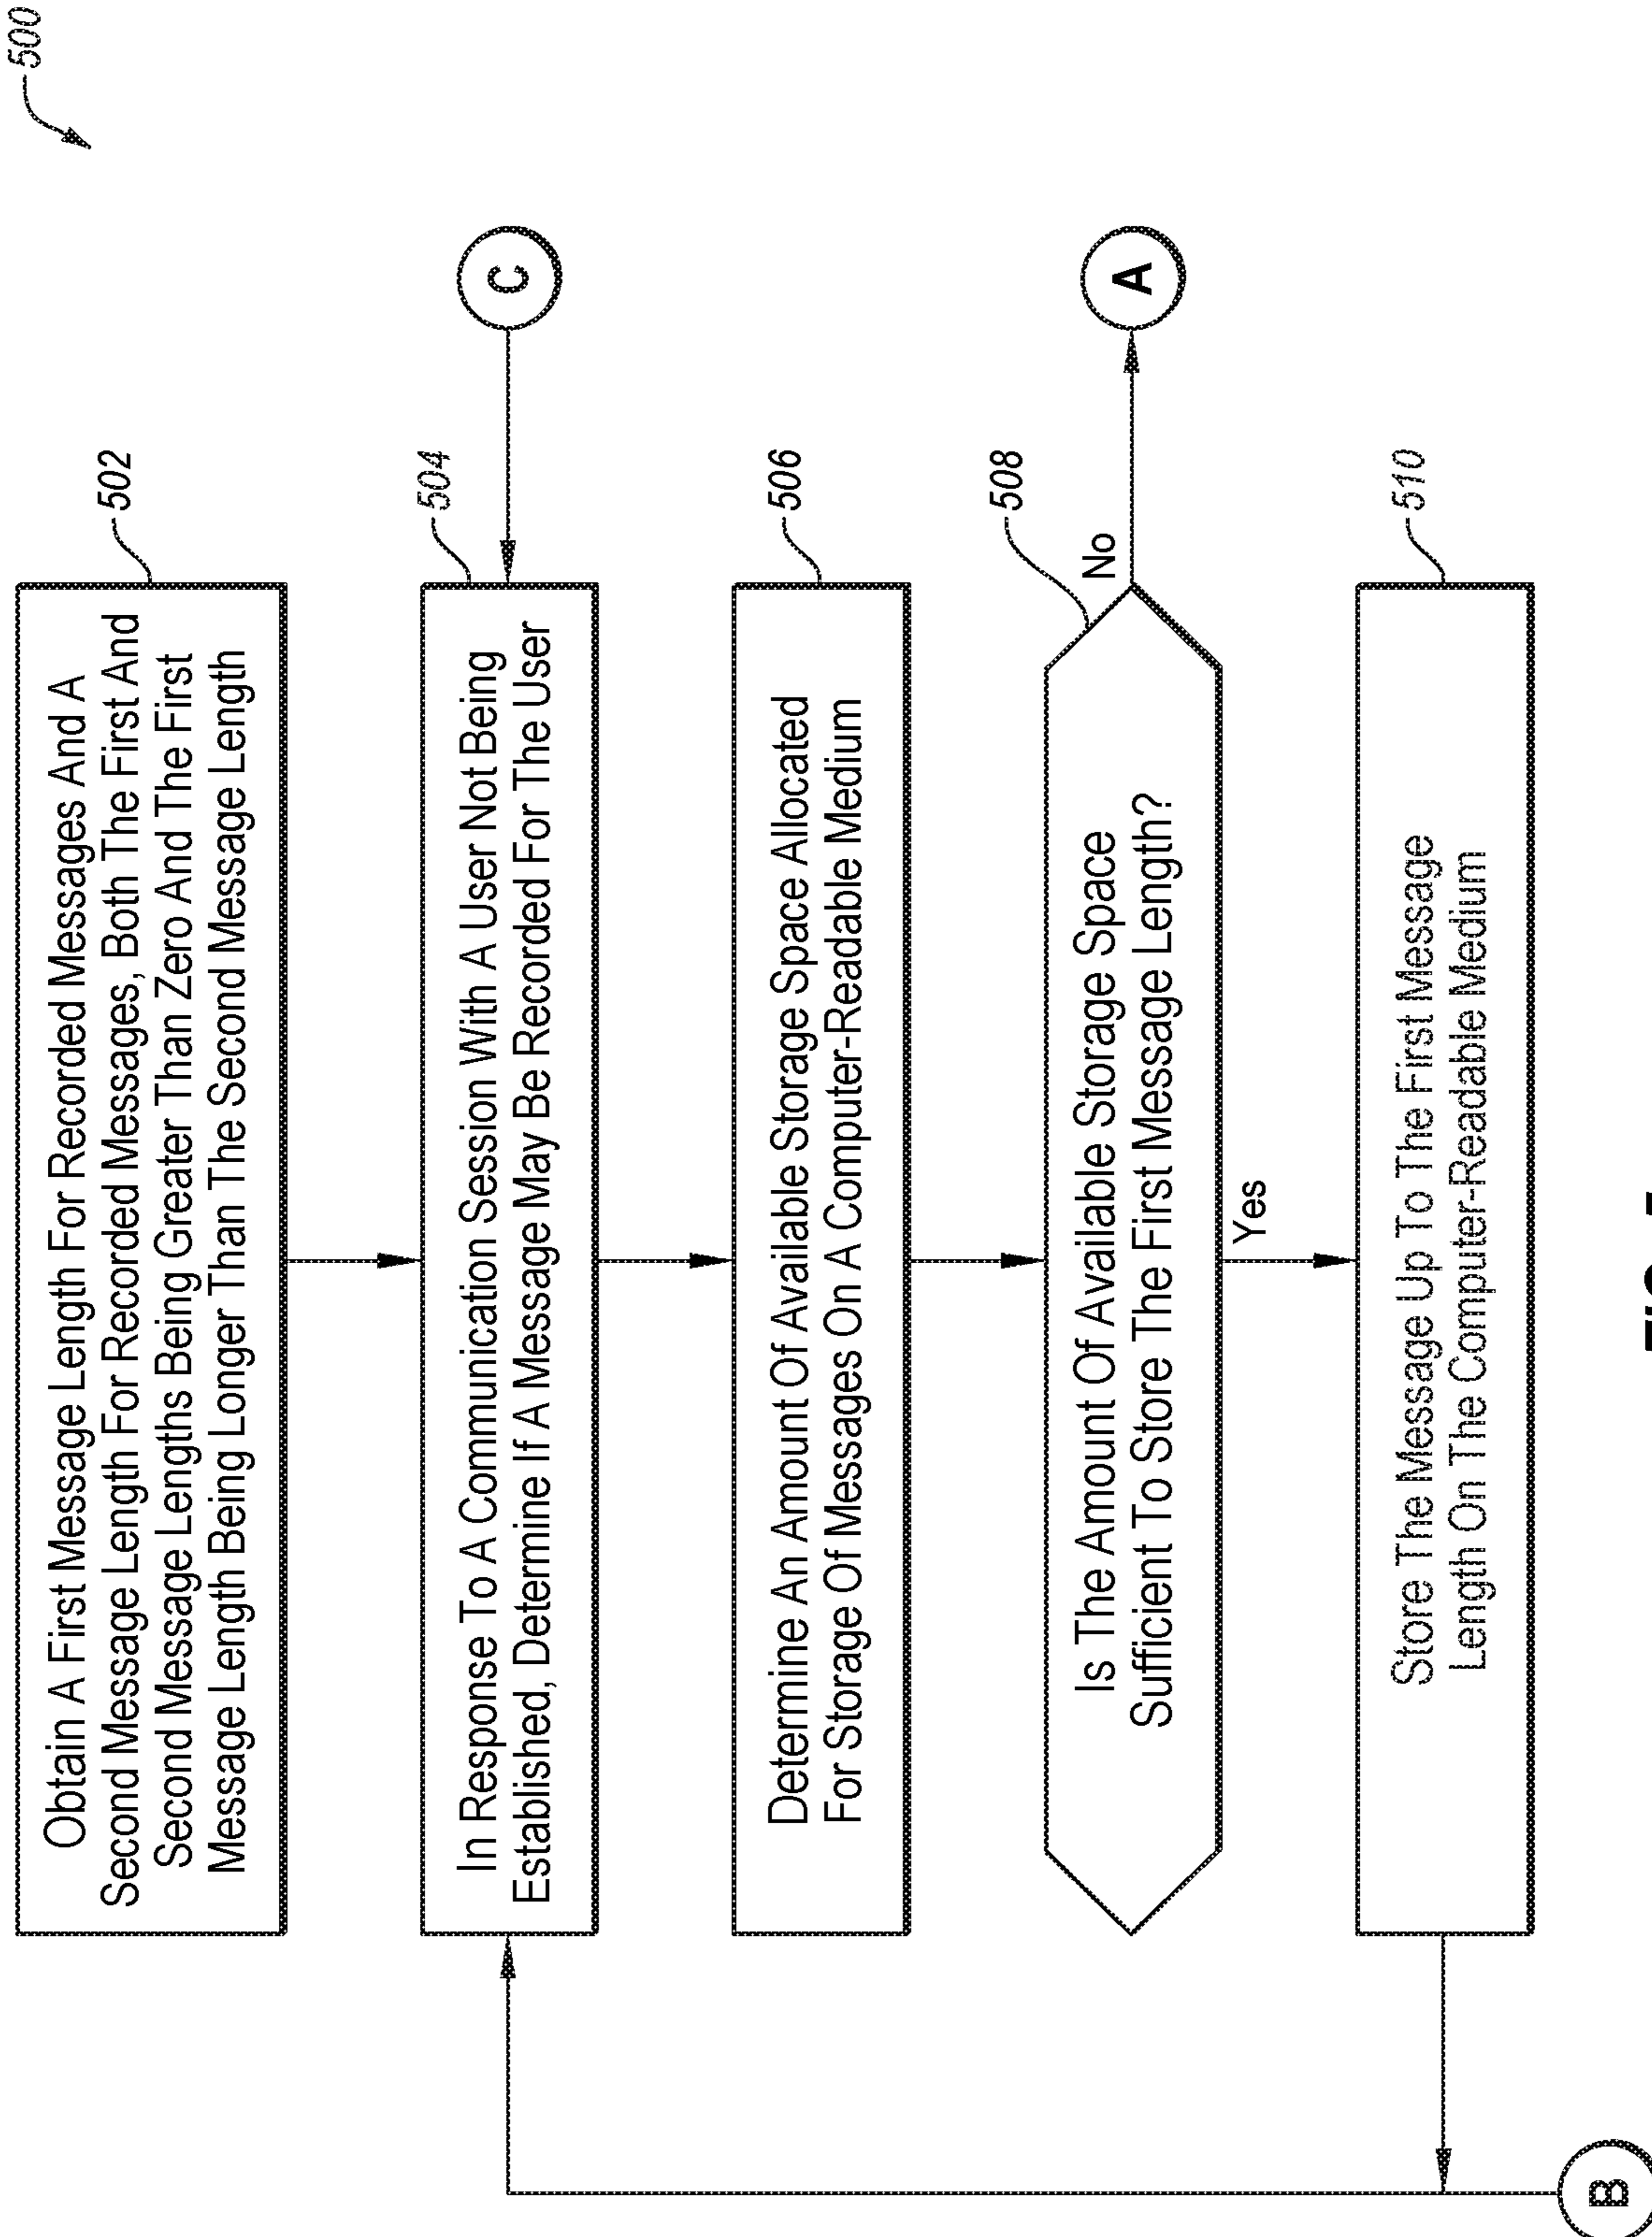 500
502
Obtain A First Message Length For Recorded Messages And A
Second Message Length For Recorded Messages, Both The First And
Second Message Lengths Being Greater Than Zero And The First
Message Length Being Longer Than The Second Message Length
504
C
In Response To A Communication Session With A User Not Being
Established, Determine If A Message May Be Recorded For The User
506
Determine An Amount Of Available Storage Space Allocated
For Storage Of Messages On A Computer-Readable Medium
508
Is The Amount Of Available Storage Space
Sufficient To Store The First Message Length?
No
A
Yes
510
Store The Message Up To The First Message
Length On The Computer-Readable Medium
B